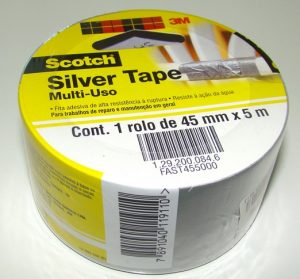 3M
Scotch
Silver Tape
Multi-Uso
• Fita adesiva de alta resistência à ruptura • Resiste à ação da água
Para trabalhos de reparo e manutenção em geral
Cont. 1 rolo de 45 mm x 5 m
1.29.200 084.6
FAST455000
7891040119110